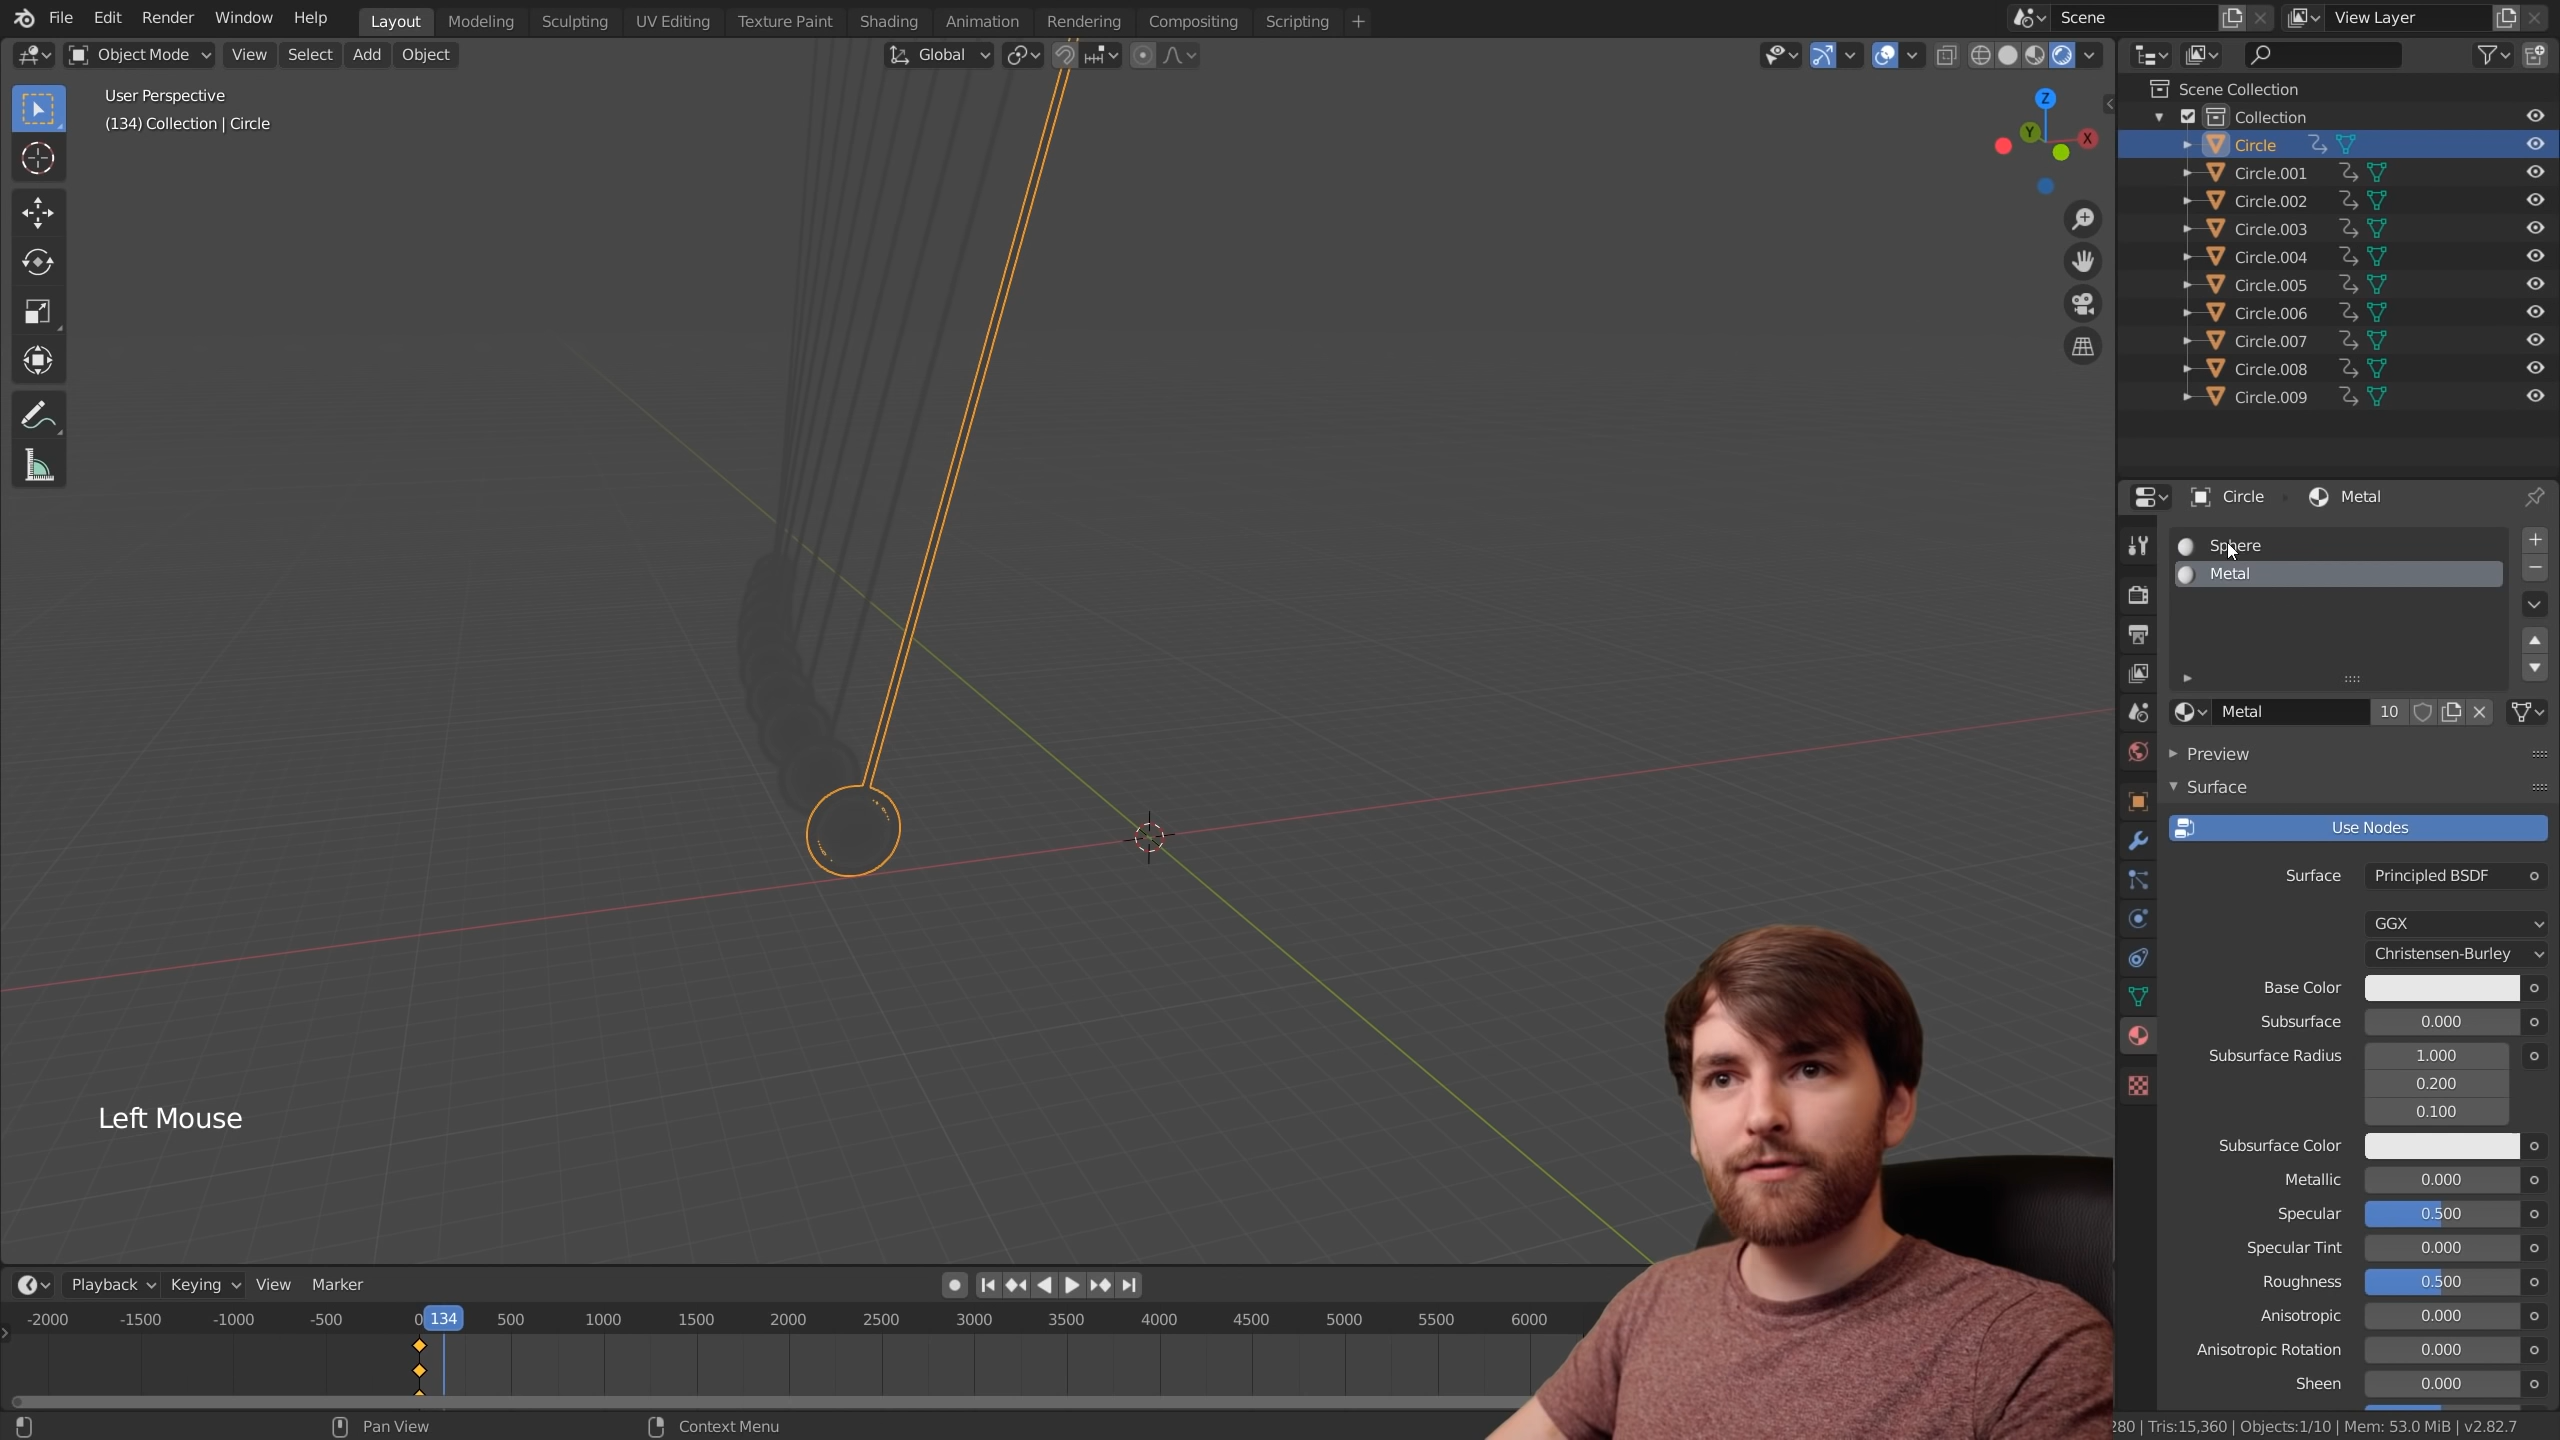 File Edit Render Window Help Layout Modeling Sculpting UV Editing Texture Paint Shading Animation Rendering Compositing Scripting + Scene View Layer
Object Mode View Select Add Object Global
User Perspective
(134) Collection | Circle
Z
Y
X
Left Mouse
Scene Collection
Collection
Circle
Circle.001
Circle.002
Circle.003
Circle.004
Circle.005
Circle.006
Circle.007
Circle.008
Circle.009
Circle Metal
Sphere
Metal
Metal 10
Preview
Surface
Use Nodes
Surface Principled BSDF
GGX
Christensen-Burley
Base Color
Subsurface 0.000
Subsurface Radius 1.000
0.200
0.100
Subsurface Color
Metallic 0.000
Specular 0.500
Specular Tint 0.000
Roughness 0.500
Anisotropic 0.000
Anisotropic Rotation 0.000
Sheen 0.000
Playback Keying View Marker
-2000 -1500 -1000 -500 0 134 500 1000 1500 2000 2500 3000 3500 4000 4500 5000 5500 6000
Pan View Context Menu
280 | Tris:15,360 | Objects:1/10 | Mem: 53.0 MiB | v2.82.7